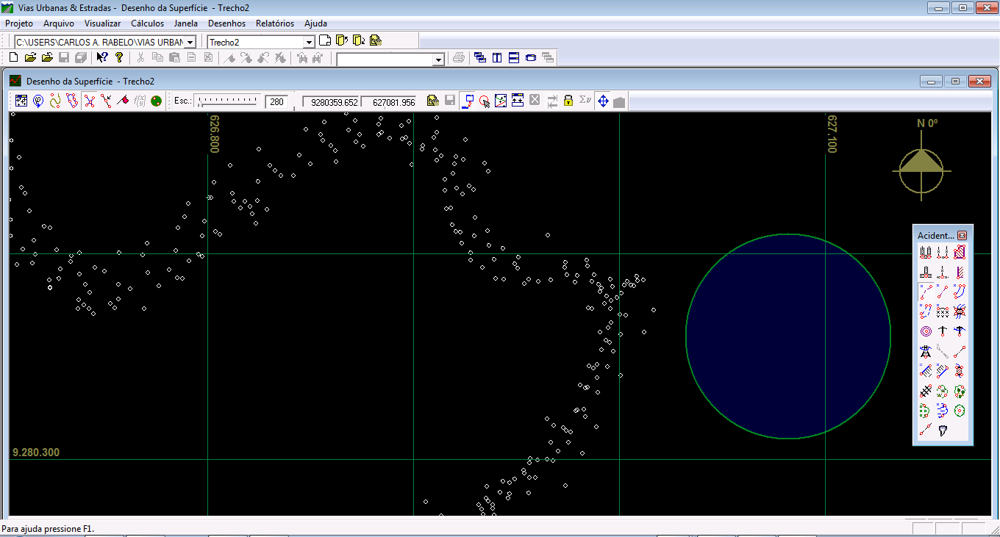 Vias Urbanas & Estradas - Desenho da Superfície - Trecho2
Projeto Arquivo Visualizar Cálculos Janela Desenhos Relatórios Ajuda
C:\USERS\CARLOS A. RABELO\VIAS URBAN Trecho2
Desenho da Superfície - Trecho2
f(x) Esc.: 280 9280359.652 627081.956 Σv
626.800
627.100
N 0º
Acident...
9.280.300
Para ajuda pressione F1.